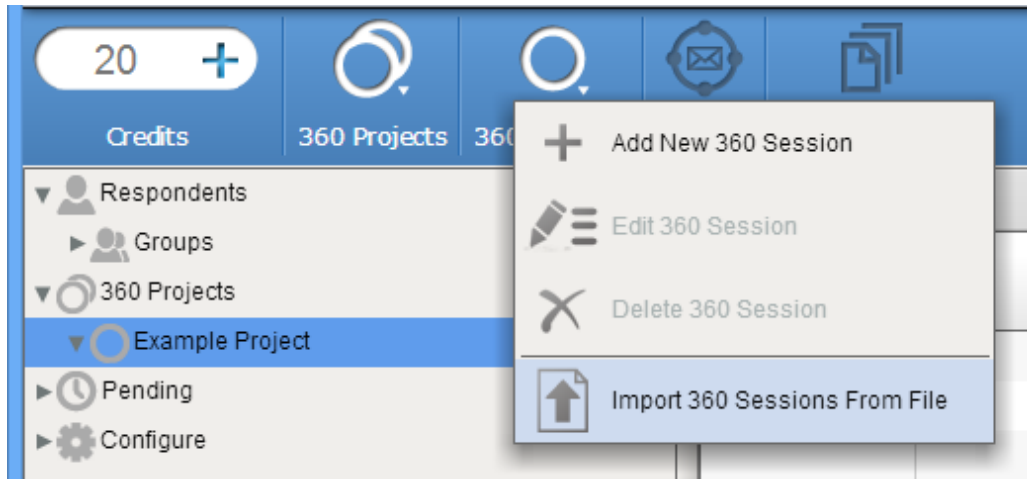 20
Credits
360 Projects
360
Add New 360 Session
Edit 360 Session
Delete 360 Session
Import 360 Sessions From File
Respondents
Groups
360 Projects
Example Project
Pending
Configure